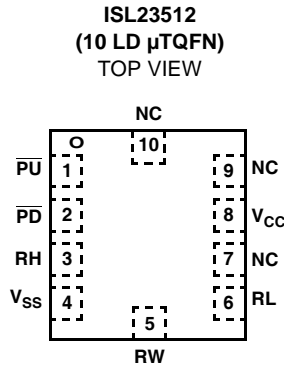 ISL23512
(10 LD µTQFN)
TOP VIEW
NC
O 10
PU 1 9 NC
PD 2 8 VCC
RH 3 7 NC
VSS 4 6 RL
5
RW